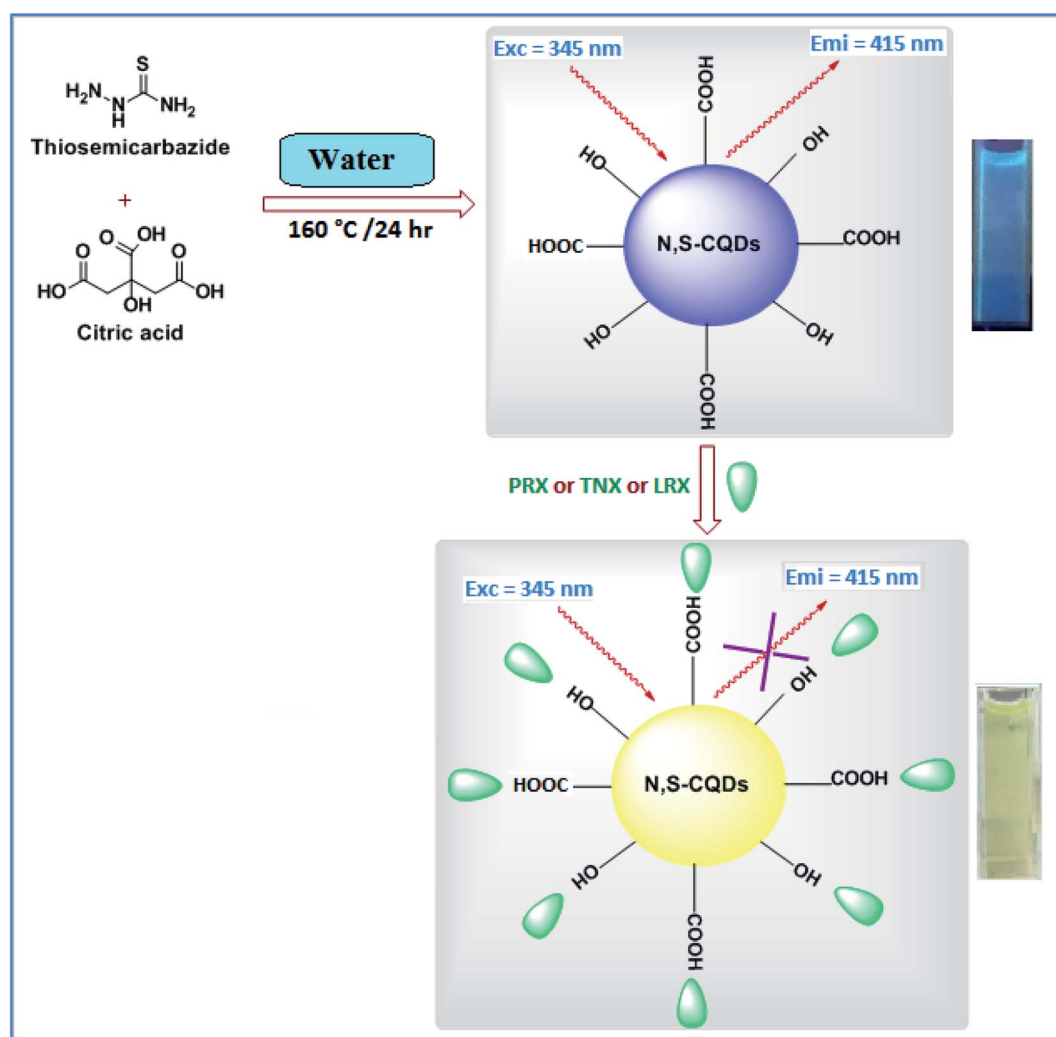 Exc = 345 nm
Emi = 415 nm
S
H₂N
N
H
NH₂
Thiosemicarbazide
+
Water
160 °C /24 hr
O
OH
O
O
HO
OH
OH
Citric acid
COOH
HO
OH
HOOC
N,S-CQDs
COOH
HO
OH
COOH
PRX or TNX or LRX
Exc = 345 nm
Emi = 415 nm
COOH
HO
OH
HOOC
N,S-CQDs
COOH
HO
OH
COOH